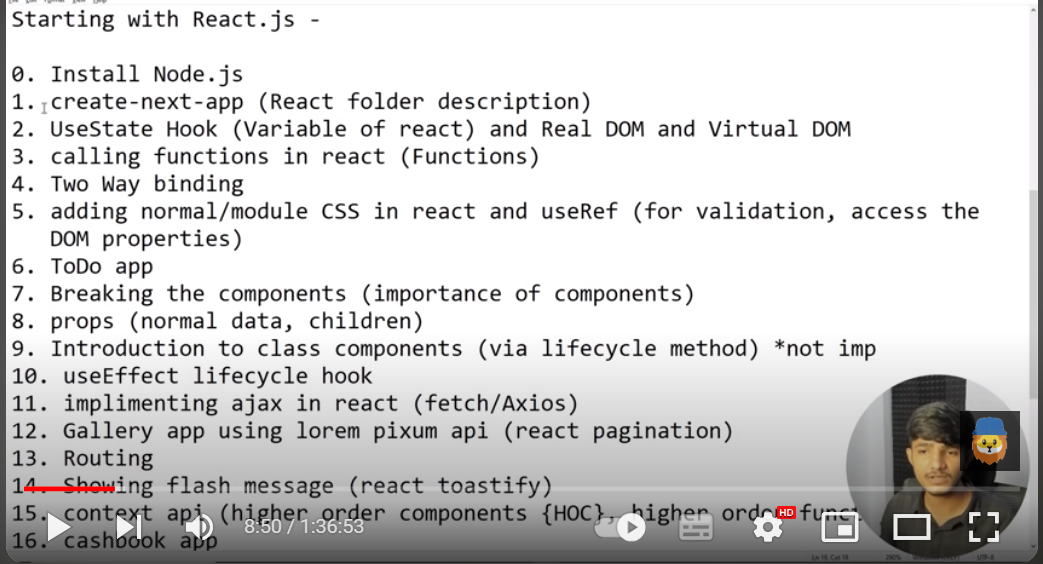 Starting with React.js -
0. Install Node.js
1. create-next-app (React folder description)
2. UseState Hook (Variable of react) and Real DOM and Virtual DOM
3. calling functions in react (Functions)
4. Two Way binding
5. adding normal/module CSS in react and useRef (for validation, access the
DOM properties)
6. ToDo app
7. Breaking the components (importance of components)
8. props (normal data, children)
9. Introduction to class components (via lifecycle method) *not imp
10. useEffect lifecycle hook
11. implimenting ajax in react (fetch/Axios)
12. Gallery app using lorem pixum api (react pagination)
13. Routing
14. Showing flash message (react toastify)
15. context api (higher order components {HOC}, higher order funct
8:50 / 1:36:53
HD
16. cashbook app